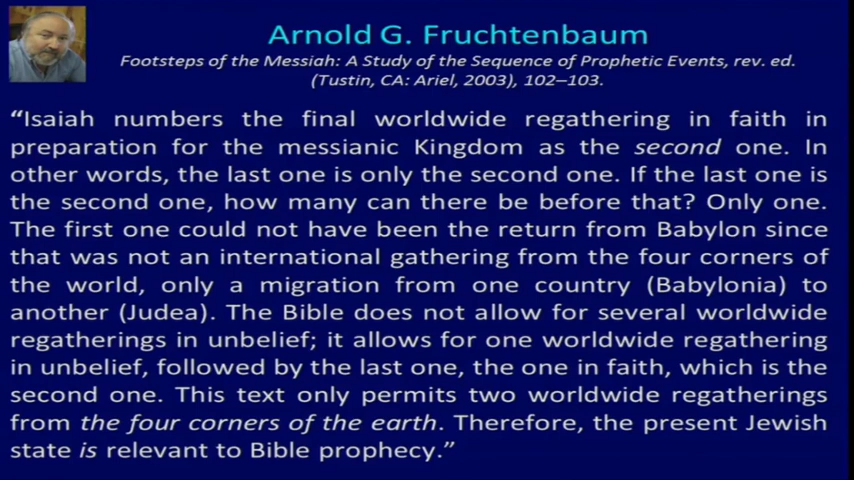 Arnold G. Fruchtenbaum
Footsteps of the Messiah: A Study of the Sequence of Prophetic Events, rev. ed.
(Tustin, CA: Ariel, 2003), 102–103.
“Isaiah numbers the final worldwide regathering in faith in
preparation for the messianic Kingdom as the second one. In
other words, the last one is only the second one. If the last one is
the second one, how many can there be before that? Only one.
The first one could not have been the return from Babylon since
that was not an international gathering from the four corners of
the world, only a migration from one country (Babylonia) to
another (Judea). The Bible does not allow for several worldwide
regatherings in unbelief; it allows for one worldwide regathering
in unbelief, followed by the last one, the one in faith, which is the
second one. This text only permits two worldwide regatherings
from the four corners of the earth. Therefore, the present Jewish
state is relevant to Bible prophecy.”